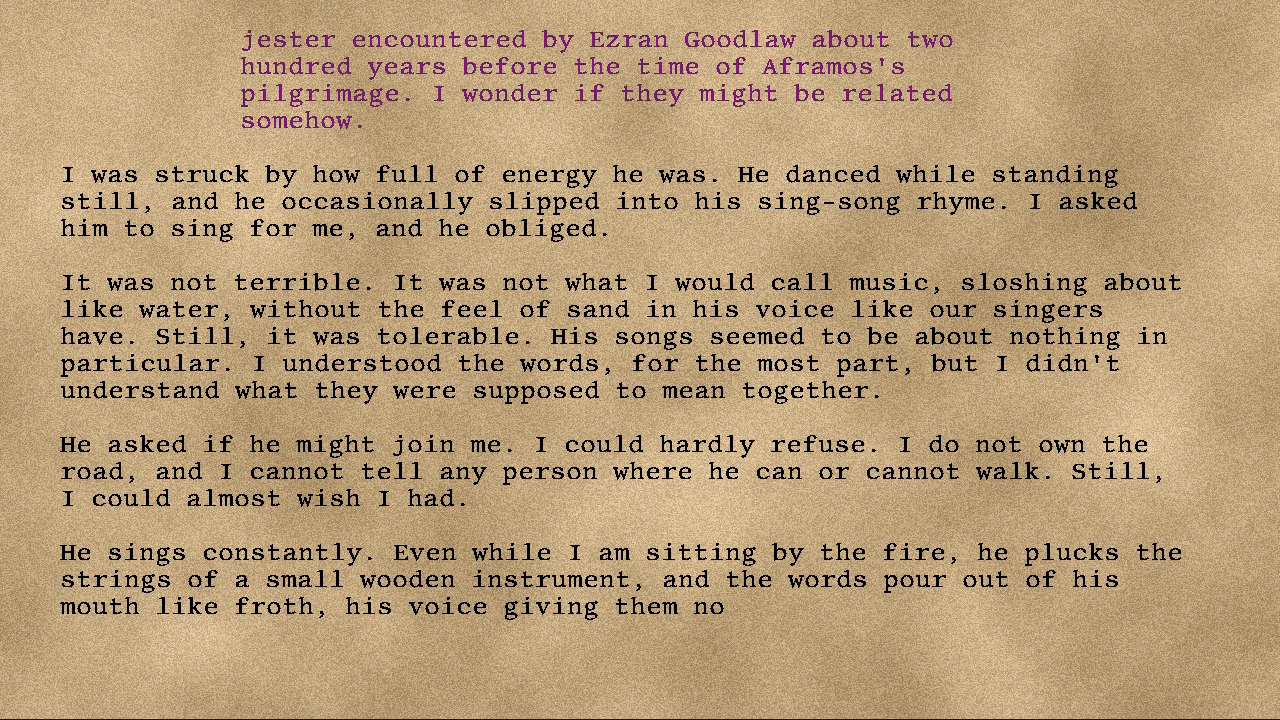 jester encountered by Ezran Goodlaw about two
hundred years before the time of Aframos's
pilgrimage. I wonder if they might be related
somehow.
I was struck by how full of energy he was. He danced while standing
still, and he occasionally slipped into his sing-song rhyme. I asked
him to sing for me, and he obliged.
It was not terrible. It was not what I would call music, sloshing about
like water, without the feel of sand in his voice like our singers
have. Still, it was tolerable. His songs seemed to be about nothing in
particular. I understood the words, for the most part, but I didn't
understand what they were supposed to mean together.
He asked if he might join me. I could hardly refuse. I do not own the
road, and I cannot tell any person where he can or cannot walk. Still,
I could almost wish I had.
He sings constantly. Even while I am sitting by the fire, he plucks the
strings of a small wooden instrument, and the words pour out of his
mouth like froth, his voice giving them no